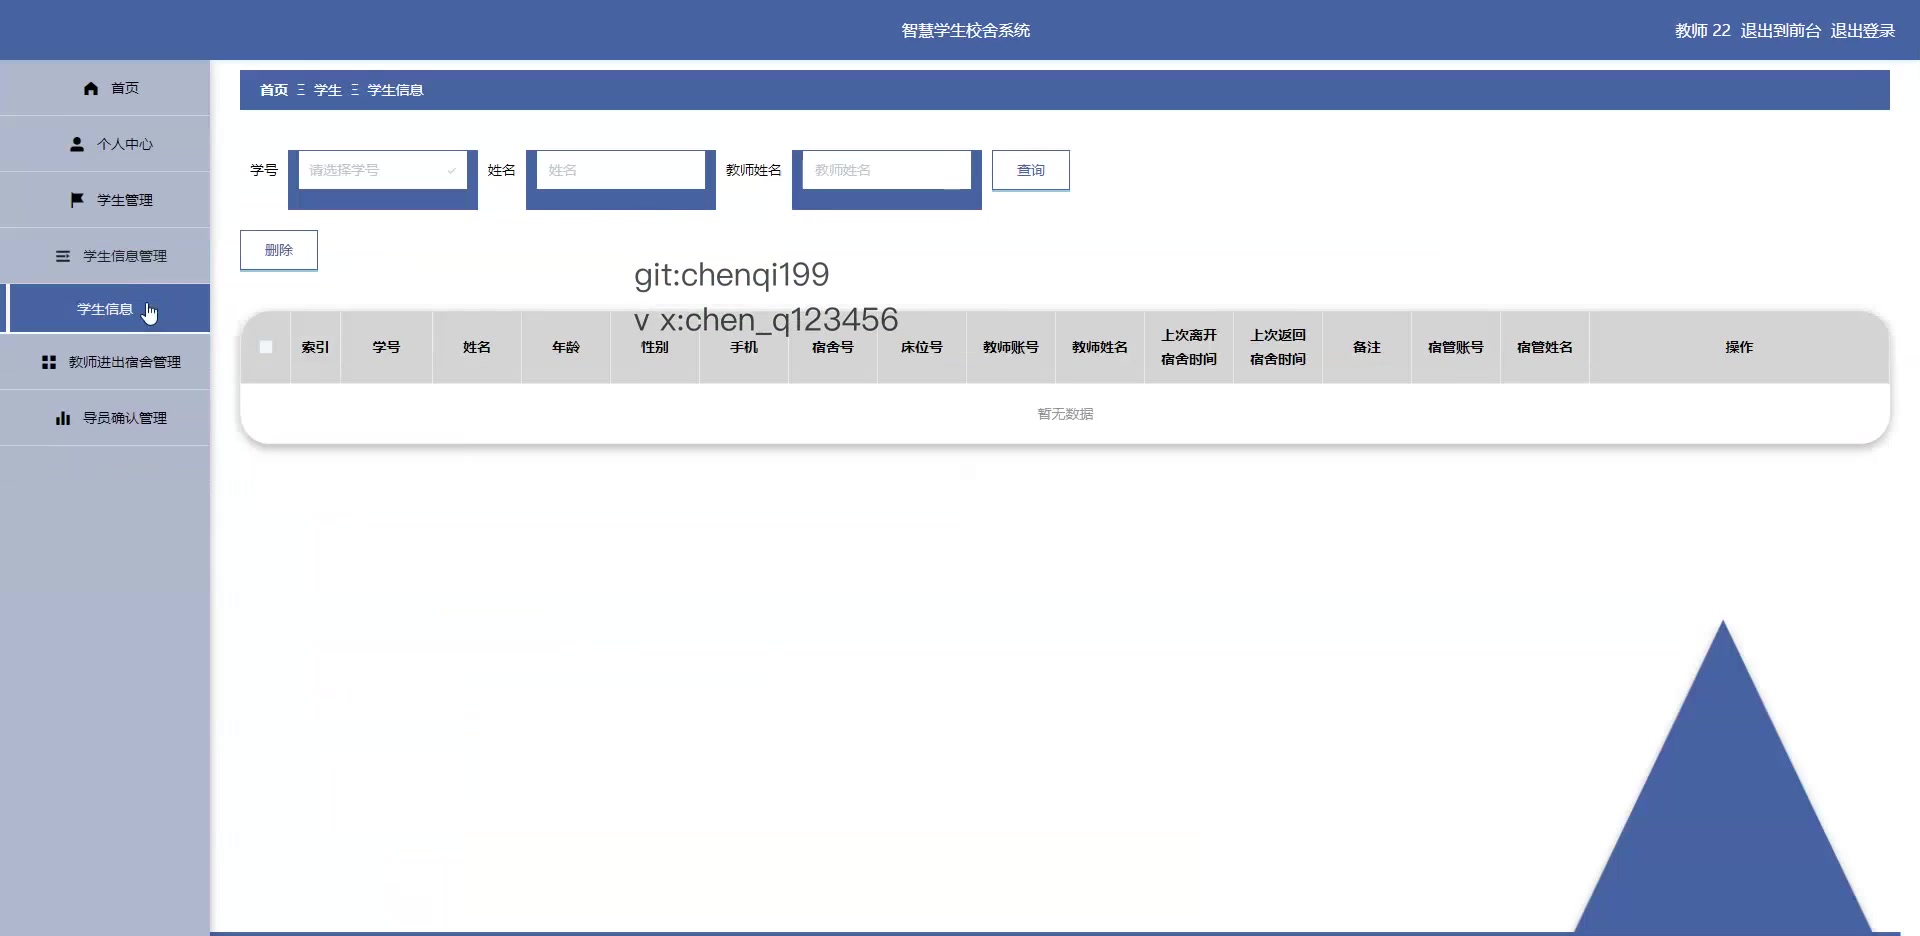 智慧学生校舍系统
教师 22 退出到前台 退出登录
首页
个人中心
学生管理
学生信息管理
学生信息
教师进出宿舍管理
导员确认管理
首页 Ξ 学生 Ξ 学生信息
学号 请选择学号 姓名 姓名 教师姓名 教师姓名 查询
删除
git:chenqi199
v x:chen_q123456
索引 学号 姓名 年龄 性别 手机 宿舍号 床位号 教师账号 教师姓名 上次离开宿舍时间 上次返回宿舍时间 备注 宿管账号 宿管姓名 操作
暂无数据